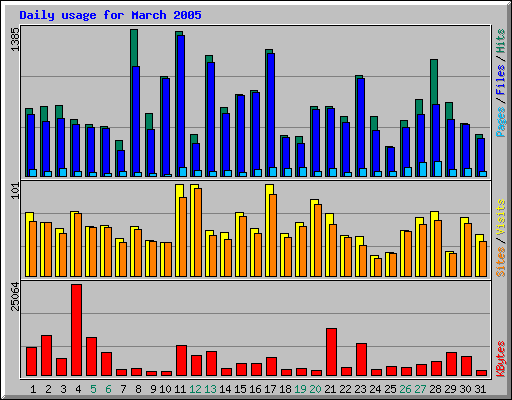 Daily usage for March 2005
1385
Pages / Files / Hits
101
Sites / Visits
25064
KBytes
1 2 3 4 5 6 7 8 9 10 11 12 13 14 15 16 17 18 19 20 21 22 23 24 25 26 27 28 29 30 31